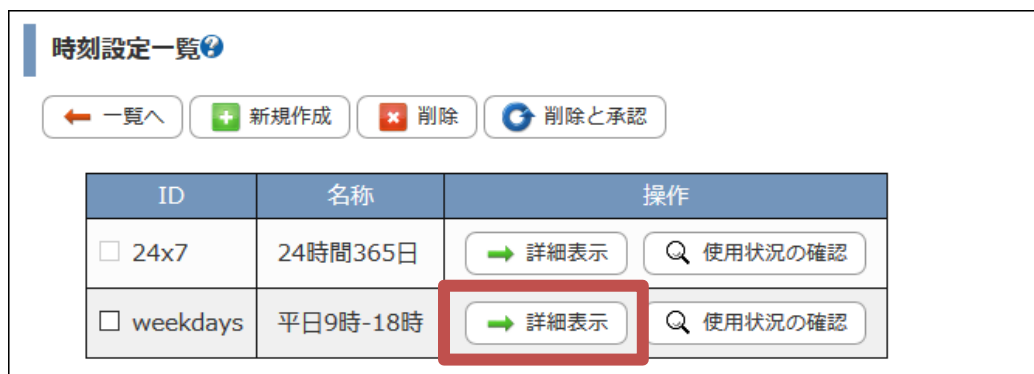 時刻設定一覧
一覧へ 新規作成 削除 削除と承認
ID 名称 操作
24x7 24時間365日 詳細表示 使用状況の確認
weekdays 平日9時-18時 詳細表示 使用状況の確認